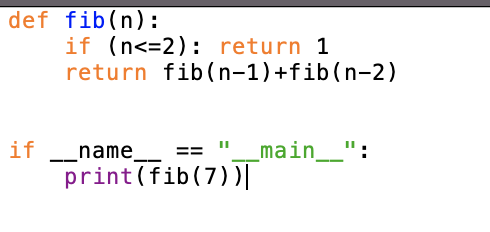 def fib(n):
    if (n<=2): return 1
    return fib(n-1)+fib(n-2)


if __name__ == "__main__":
    print(fib(7))